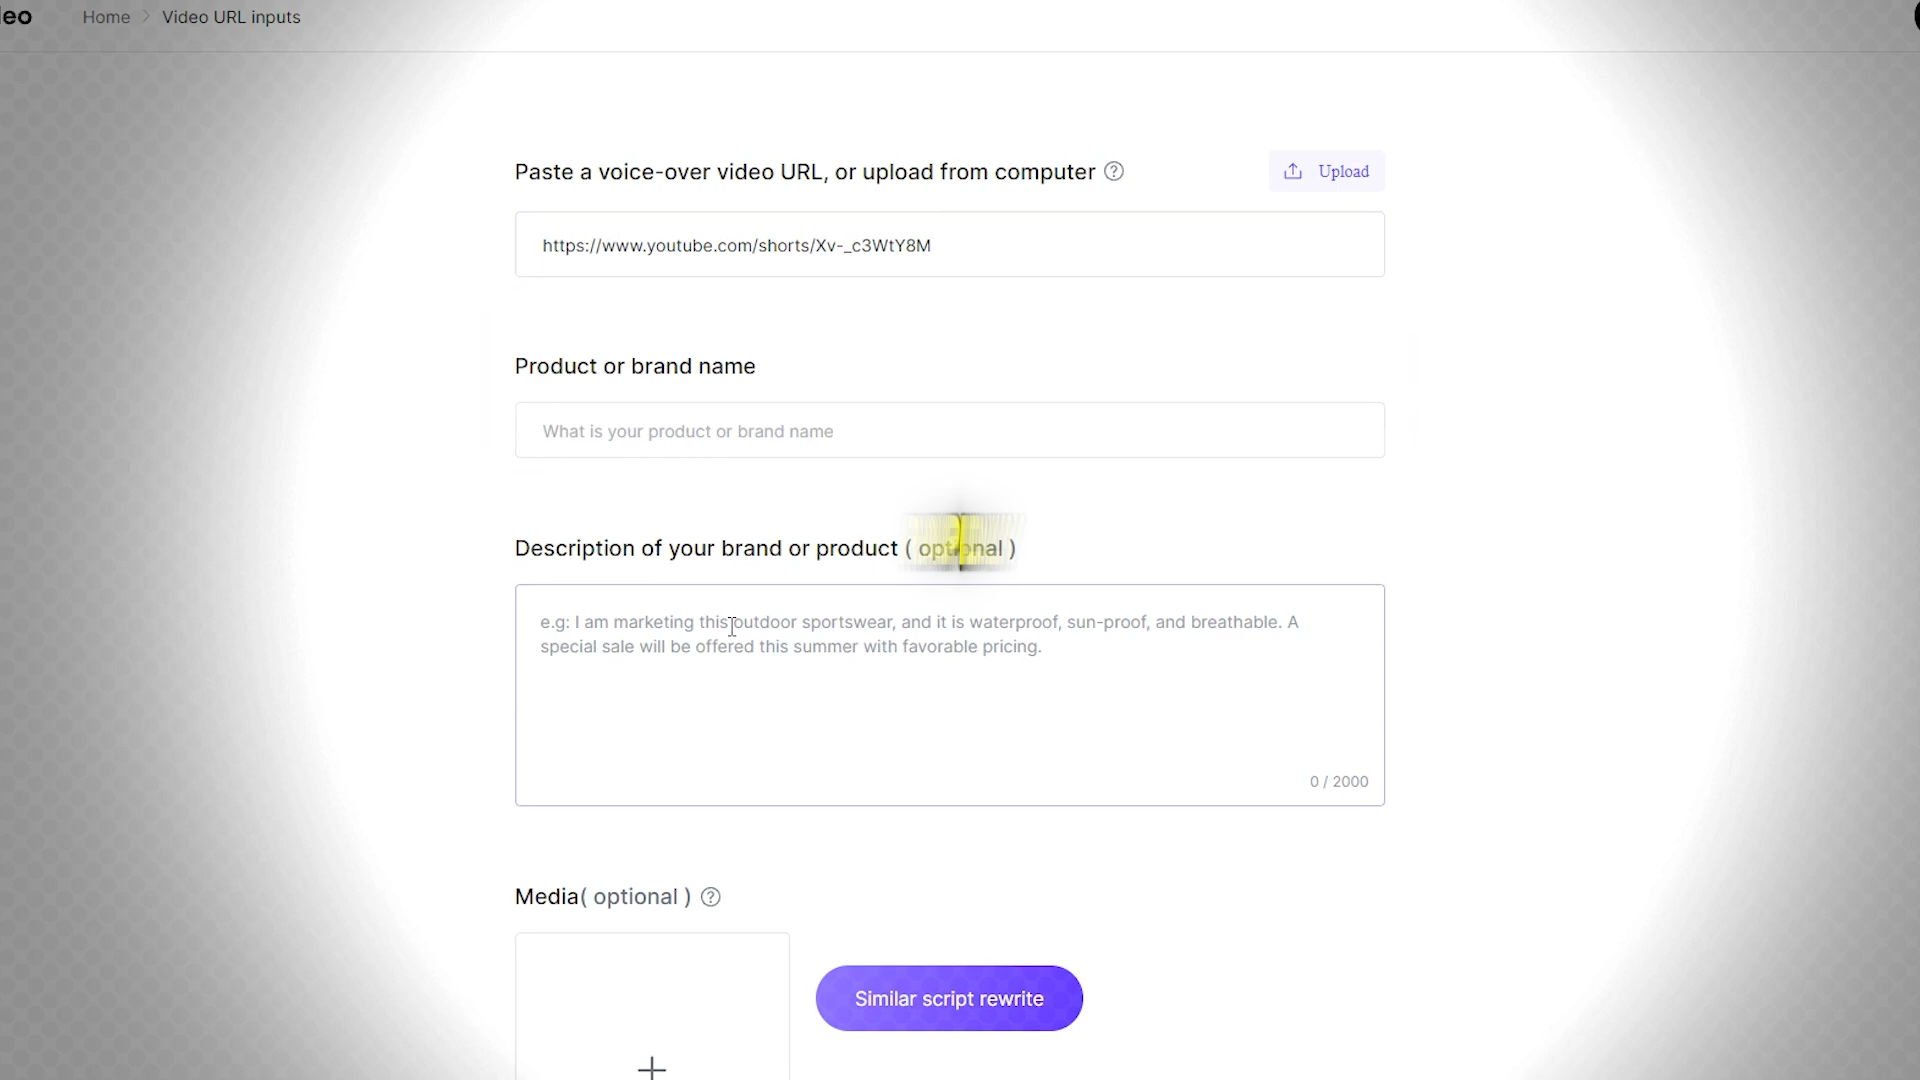 leo Home > Video URL inputs
Paste a voice-over video URL, or upload from computer ? Upload
https://www.youtube.com/shorts/Xv-_c3WtY8M
Product or brand name
What is your product or brand name
Description of your brand or product ( optional )
e.g: I am marketing this outdoor sportswear, and it is waterproof, sun-proof, and breathable. A
special sale will be offered this summer with favorable pricing.
0 / 2000
Media( optional ) ?
Similar script rewrite